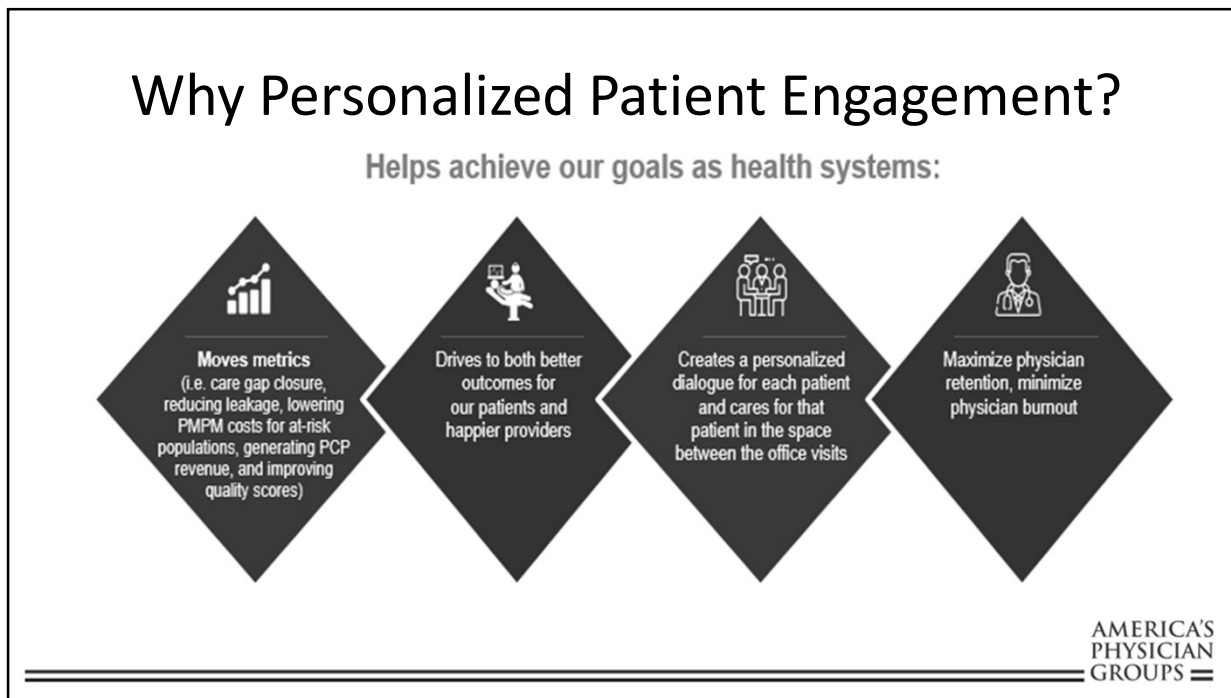 Why Personalized Patient Engagement?
Helps achieve our goals as health systems:
Moves metrics
(i.e. care gap closure,
reducing leakage, lowering
PMPM costs for at-risk
populations, generating PCP
revenue, and improving
quality scores)
Drives to both better
outcomes for
our patients and
happier providers
Creates a personalized
dialogue for each patient
and cares for that
patient in the space
between the office visits
Maximize physician
retention, minimize
physician burnout
AMERICA'S
PHYSICIAN
GROUPS